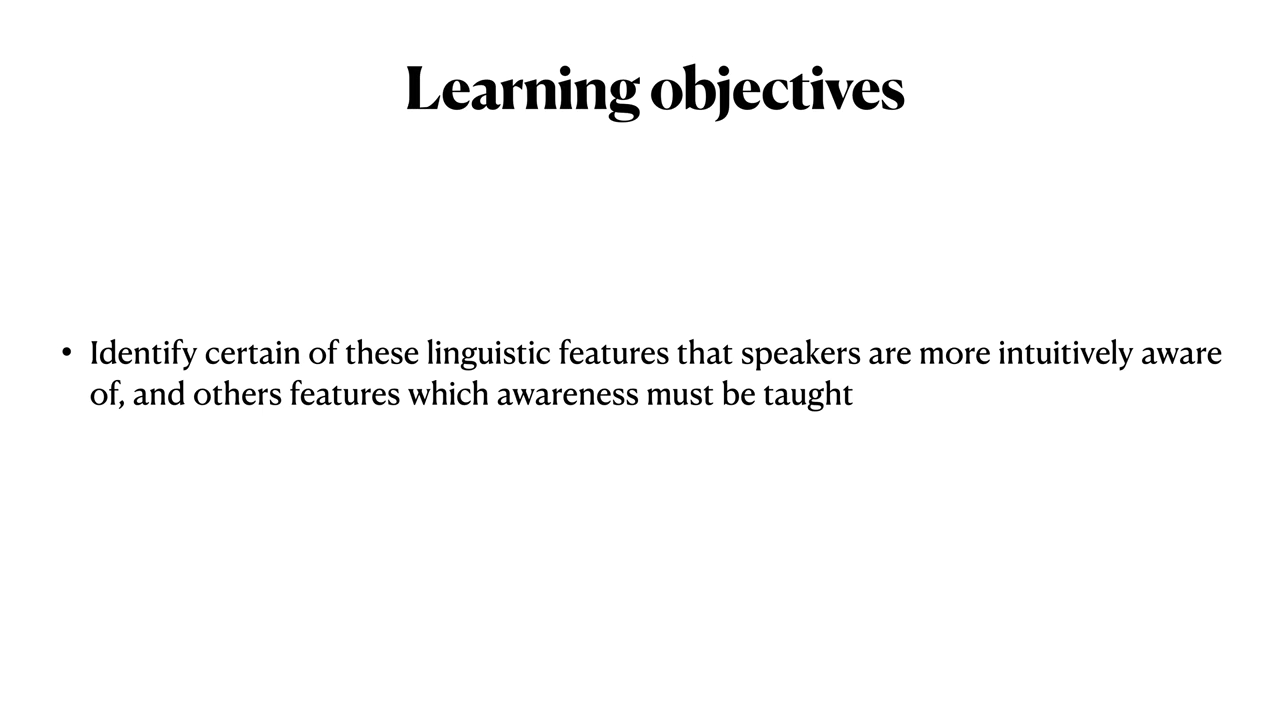 Learning objectives
• Identify certain of these linguistic features that speakers are more intuitively aware
of, and others features which awareness must be taught